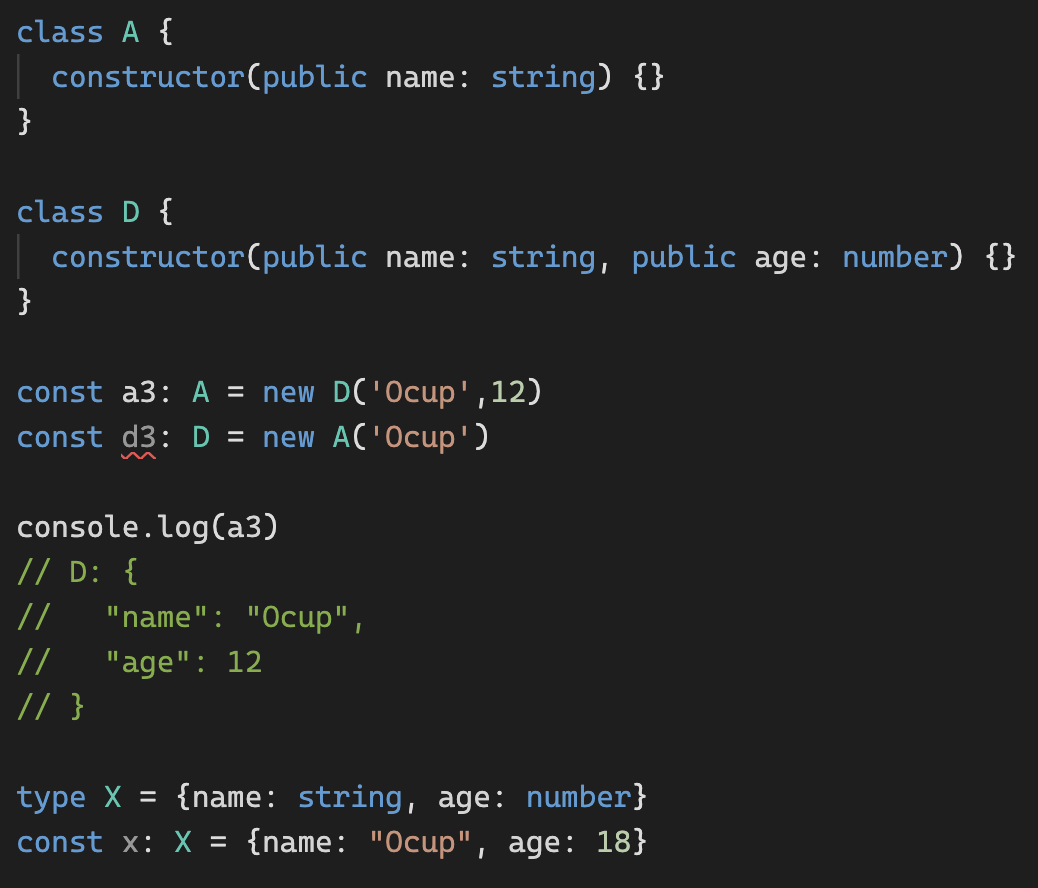 class A {
  constructor(public name: string) {}
}

class D {
  constructor(public name: string, public age: number) {}
}

const a3: A = new D('Ocup',12)
const d3: D = new A('Ocup')

console.log(a3)
// D: {
//   "name": "Ocup",
//   "age": 12
// }

type X = {name: string, age: number}
const x: X = {name: "Ocup", age: 18}